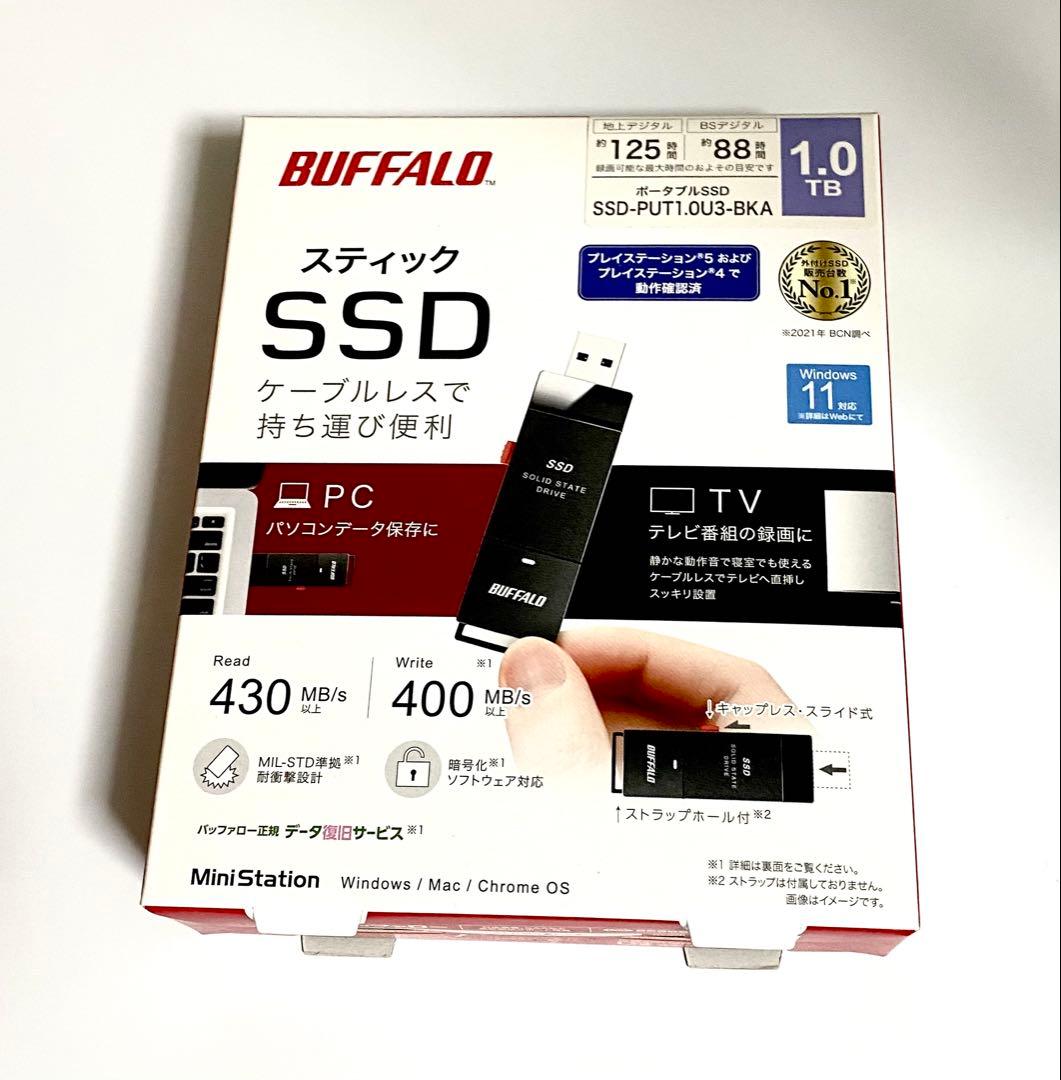 BUFFALO™
地上デジタル BSデジタル
約125時間 約88時間
録画可能な最大時間のおよその目安です
ポータブルSSD
SSD-PUT1.0U3-BKA
1.0
TB
スティック
SSD
ケーブルレスで
持ち運び便利
プレイステーション®5 および
プレイステーション®4 で
動作確認済
外付けSSD
販売台数
No.1
※2021年 BCN調べ
Windows
11対応
※詳細はWebにて
SSD
SOLID STATE
DRIVE
BUFFALO
PC
パソコンデータ保存に
SSD
BUFFALO
TV
テレビ番組の録画に
静かな動作音で寝室でも使える
ケーブルレスでテレビへ直挿し
スッキリ設置
Read
430 MB/s以上
Write ※1
400 MB/s以上
MIL-STD準拠※1
耐衝撃設計
暗号化※1
ソフトウェア対応
↓キャップレス・スライド式
BUFFALO
SSD
SOLID STATE
DRIVE
↑ストラップホール付※2
バッファロー正規 データ復旧サービス※1
MiniStation Windows / Mac / Chrome OS
※1 詳細は裏面をご覧ください。
※2 ストラップは付属しておりません。
画像はイメージです。